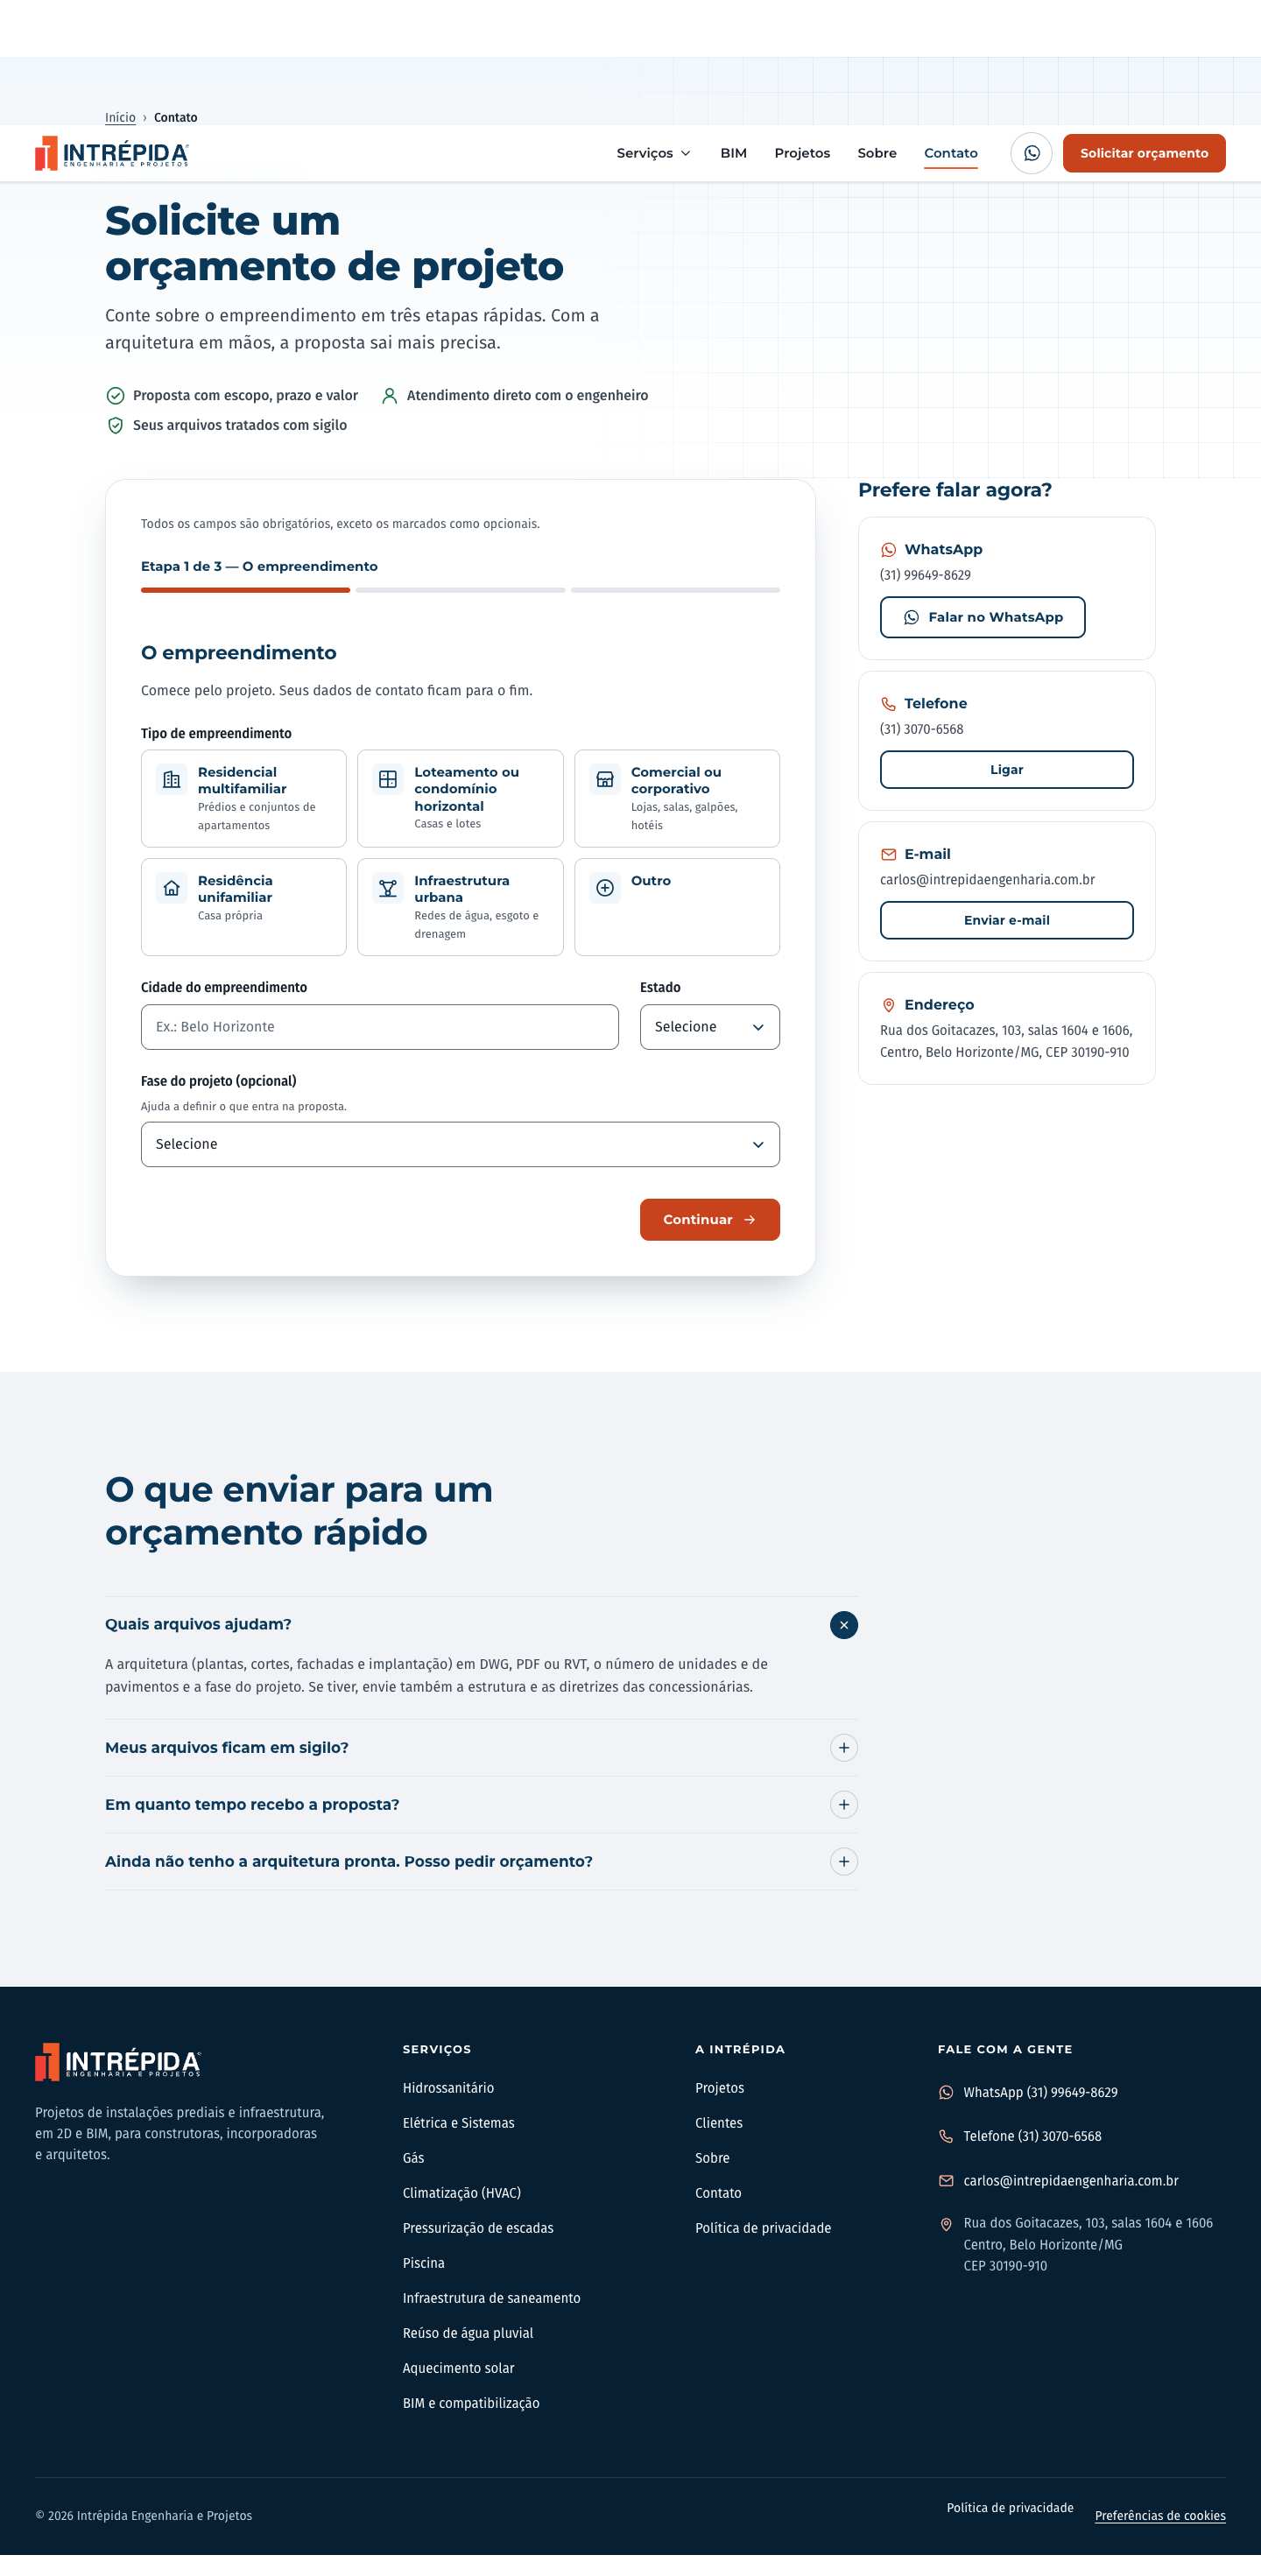 Início › Contato
INTRÉPIDA
ENGENHARIA E PROJETOS
Serviços
BIM
Projetos
Sobre
Contato
Solicitar orçamento
Solicite um
orçamento de projeto
Conte sobre o empreendimento em três etapas rápidas. Com a
arquitetura em mãos, a proposta sai mais precisa.
Proposta com escopo, prazo e valor
Atendimento direto com o engenheiro
Seus arquivos tratados com sigilo
Todos os campos são obrigatórios, exceto os marcados como opcionais.
Etapa 1 de 3 — O empreendimento
O empreendimento
Comece pelo projeto. Seus dados de contato ficam para o fim.
Tipo de empreendimento
Residencial
multifamiliar
Prédios e conjuntos de
apartamentos
Loteamento ou
condomínio
horizontal
Casas e lotes
Comercial ou
corporativo
Lojas, salas, galpões,
hotéis
Residência
unifamiliar
Casa própria
Infraestrutura
urbana
Redes de água, esgoto e
drenagem
Outro
Cidade do empreendimento
Ex.: Belo Horizonte
Estado
Selecione
Fase do projeto (opcional)
Ajuda a definir o que entra na proposta.
Selecione
Continuar →
Prefere falar agora?
WhatsApp
(31) 99649-8629
Falar no WhatsApp
Telefone
(31) 3070-6568
Ligar
E-mail
carlos@intrepidaengenharia.com.br
Enviar e-mail
Endereço
Rua dos Goitacazes, 103, salas 1604 e 1606,
Centro, Belo Horizonte/MG, CEP 30190-910
O que enviar para um
orçamento rápido
Quais arquivos ajudam?
A arquitetura (plantas, cortes, fachadas e implantação) em DWG, PDF ou RVT, o número de unidades e de
pavimentos e a fase do projeto. Se tiver, envie também a estrutura e as diretrizes das concessionárias.
Meus arquivos ficam em sigilo?
Em quanto tempo recebo a proposta?
Ainda não tenho a arquitetura pronta. Posso pedir orçamento?
INTRÉPIDA
ENGENHARIA E PROJETOS
Projetos de instalações prediais e infraestrutura,
em 2D e BIM, para construtoras, incorporadoras
e arquitetos.
SERVIÇOS
Hidrossanitário
Elétrica e Sistemas
Gás
Climatização (HVAC)
Pressurização de escadas
Piscina
Infraestrutura de saneamento
Reúso de água pluvial
Aquecimento solar
BIM e compatibilização
A INTRÉPIDA
Projetos
Clientes
Sobre
Contato
Política de privacidade
FALE COM A GENTE
WhatsApp (31) 99649-8629
Telefone (31) 3070-6568
carlos@intrepidaengenharia.com.br
Rua dos Goitacazes, 103, salas 1604 e 1606
Centro, Belo Horizonte/MG
CEP 30190-910
© 2026 Intrépida Engenharia e Projetos
Política de privacidade
Preferências de cookies